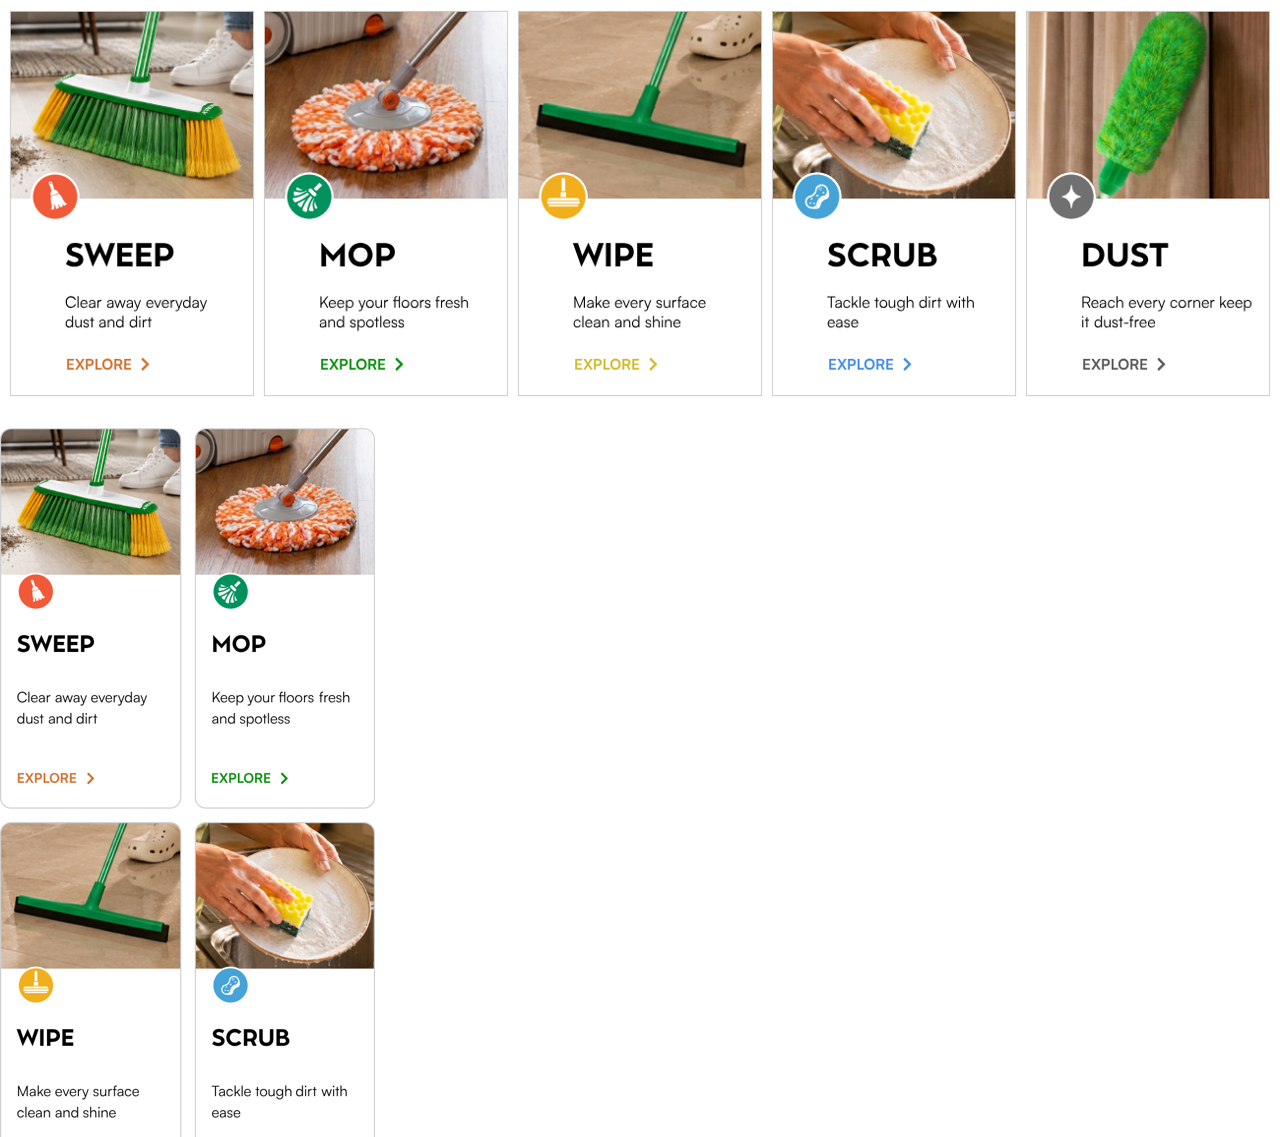 SWEEP
Clear away everyday
dust and dirt
EXPLORE
MOP
Keep your floors fresh
and spotless
EXPLORE
WIPE
Make every surface
clean and shine
EXPLORE
SCRUB
Tackle tough dirt with
ease
EXPLORE
DUST
Reach every corner keep
it dust-free
EXPLORE
SWEEP
Clear away everyday
dust and dirt
EXPLORE
MOP
Keep your floors fresh
and spotless
EXPLORE
WIPE
Make every surface
clean and shine
SCRUB
Tackle tough dirt with
ease